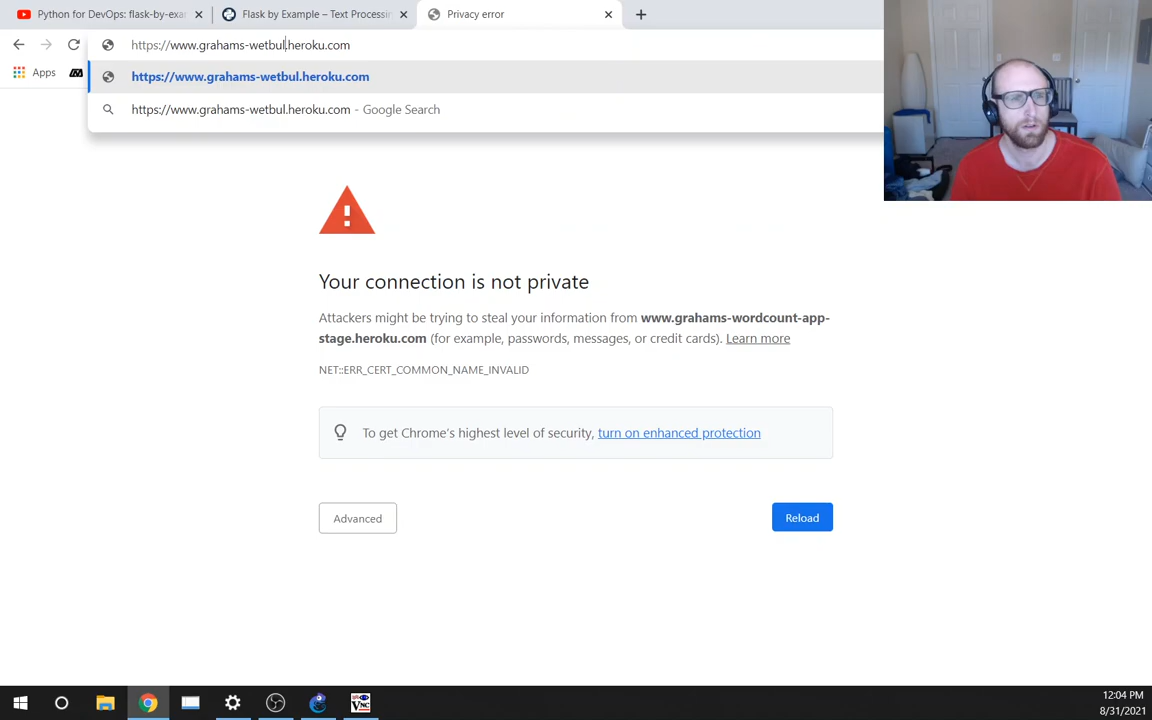 Python for DevOps: flask-by-exa
Flask by Example – Text Processin
Privacy error
https://www.grahams-wetbul.heroku.com
Apps
https://www.grahams-wetbul.heroku.com
https://www.grahams-wetbul.heroku.com - Google Search
Your connection is not private
Attackers might be trying to steal your information from www.grahams-wordcount-app-
stage.heroku.com (for example, passwords, messages, or credit cards). Learn more
NET::ERR_CERT_COMMON_NAME_INVALID
To get Chrome's highest level of security, turn on enhanced protection
Advanced
Reload
12:04 PM
8/31/2021